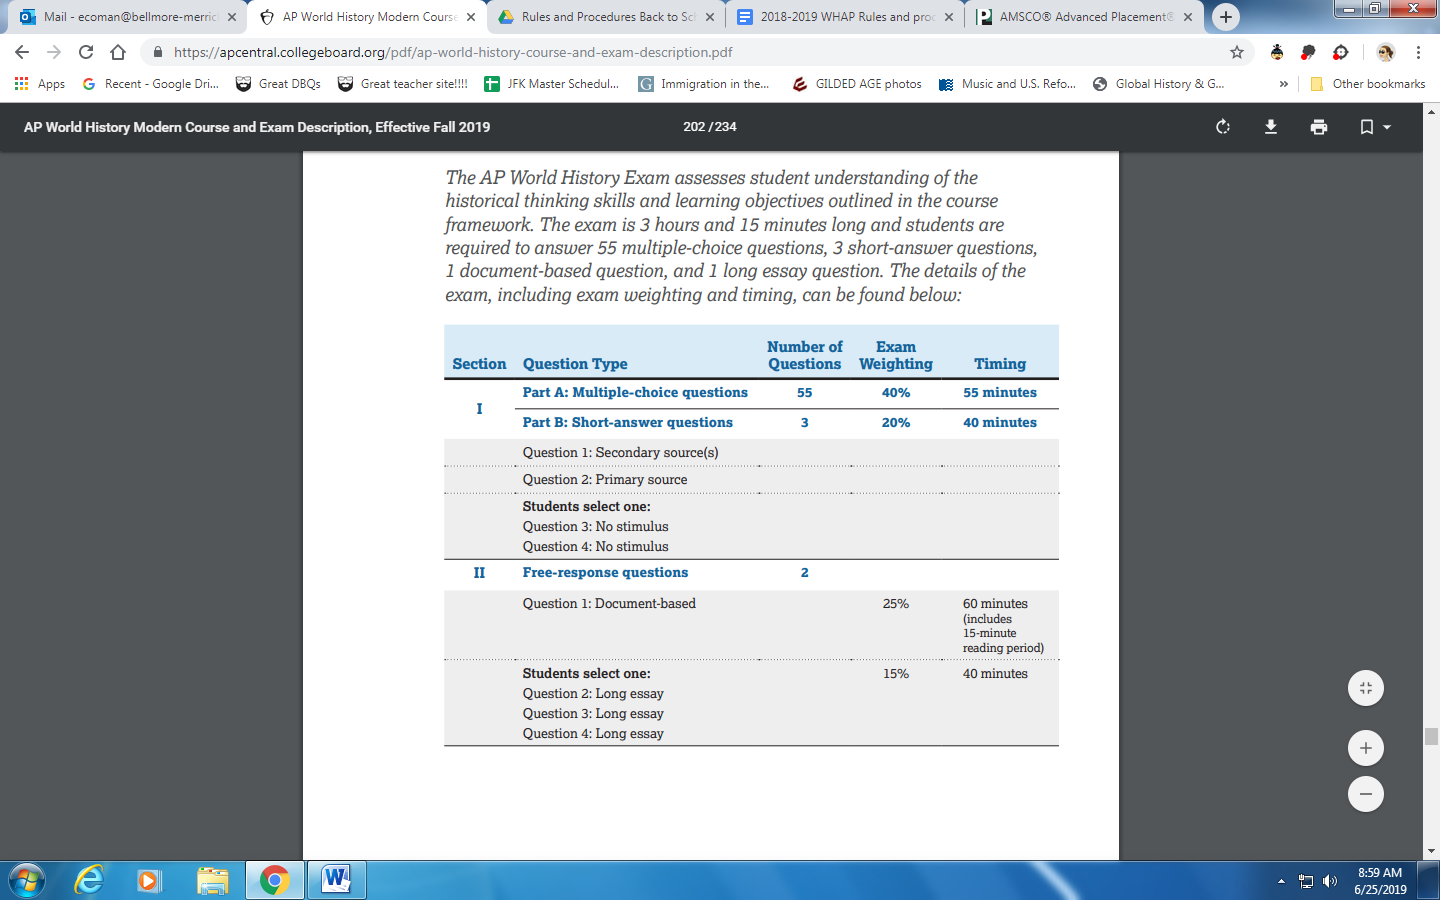 Mail - ecoman@bellmore-merric
AP World History Modern Course
Rules and Procedures Back to Sc
2018-2019 WHAP Rules and proc
AMSCO® Advanced Placement®
https://apcentral.collegeboard.org/pdf/ap-world-history-course-and-exam-description.pdf
Apps
Recent - Google Dri...
Great DBQs
Great teacher site!!!!
JFK Master Schedul...
Immigration in the...
GILDED AGE photos
Music and U.S. Refo...
Global History & G...
»
Other bookmarks
AP World History Modern Course and Exam Description, Effective Fall 2019
202 / 234
The AP World History Exam assesses student understanding of the
historical thinking skills and learning objectives outlined in the course
framework. The exam is 3 hours and 15 minutes long and students are
required to answer 55 multiple-choice questions, 3 short-answer questions,
1 document-based question, and 1 long essay question. The details of the
exam, including exam weighting and timing, can be found below:
Section Question Type Number of Questions Exam Weighting Timing
I
Part A: Multiple-choice questions 55 40% 55 minutes
Part B: Short-answer questions 3 20% 40 minutes
Question 1: Secondary source(s)
Question 2: Primary source
Students select one:
Question 3: No stimulus
Question 4: No stimulus
II Free-response questions 2
Question 1: Document-based 25% 60 minutes
(includes
15-minute
reading period)
Students select one: 15% 40 minutes
Question 2: Long essay
Question 3: Long essay
Question 4: Long essay
8:59 AM
6/25/2019